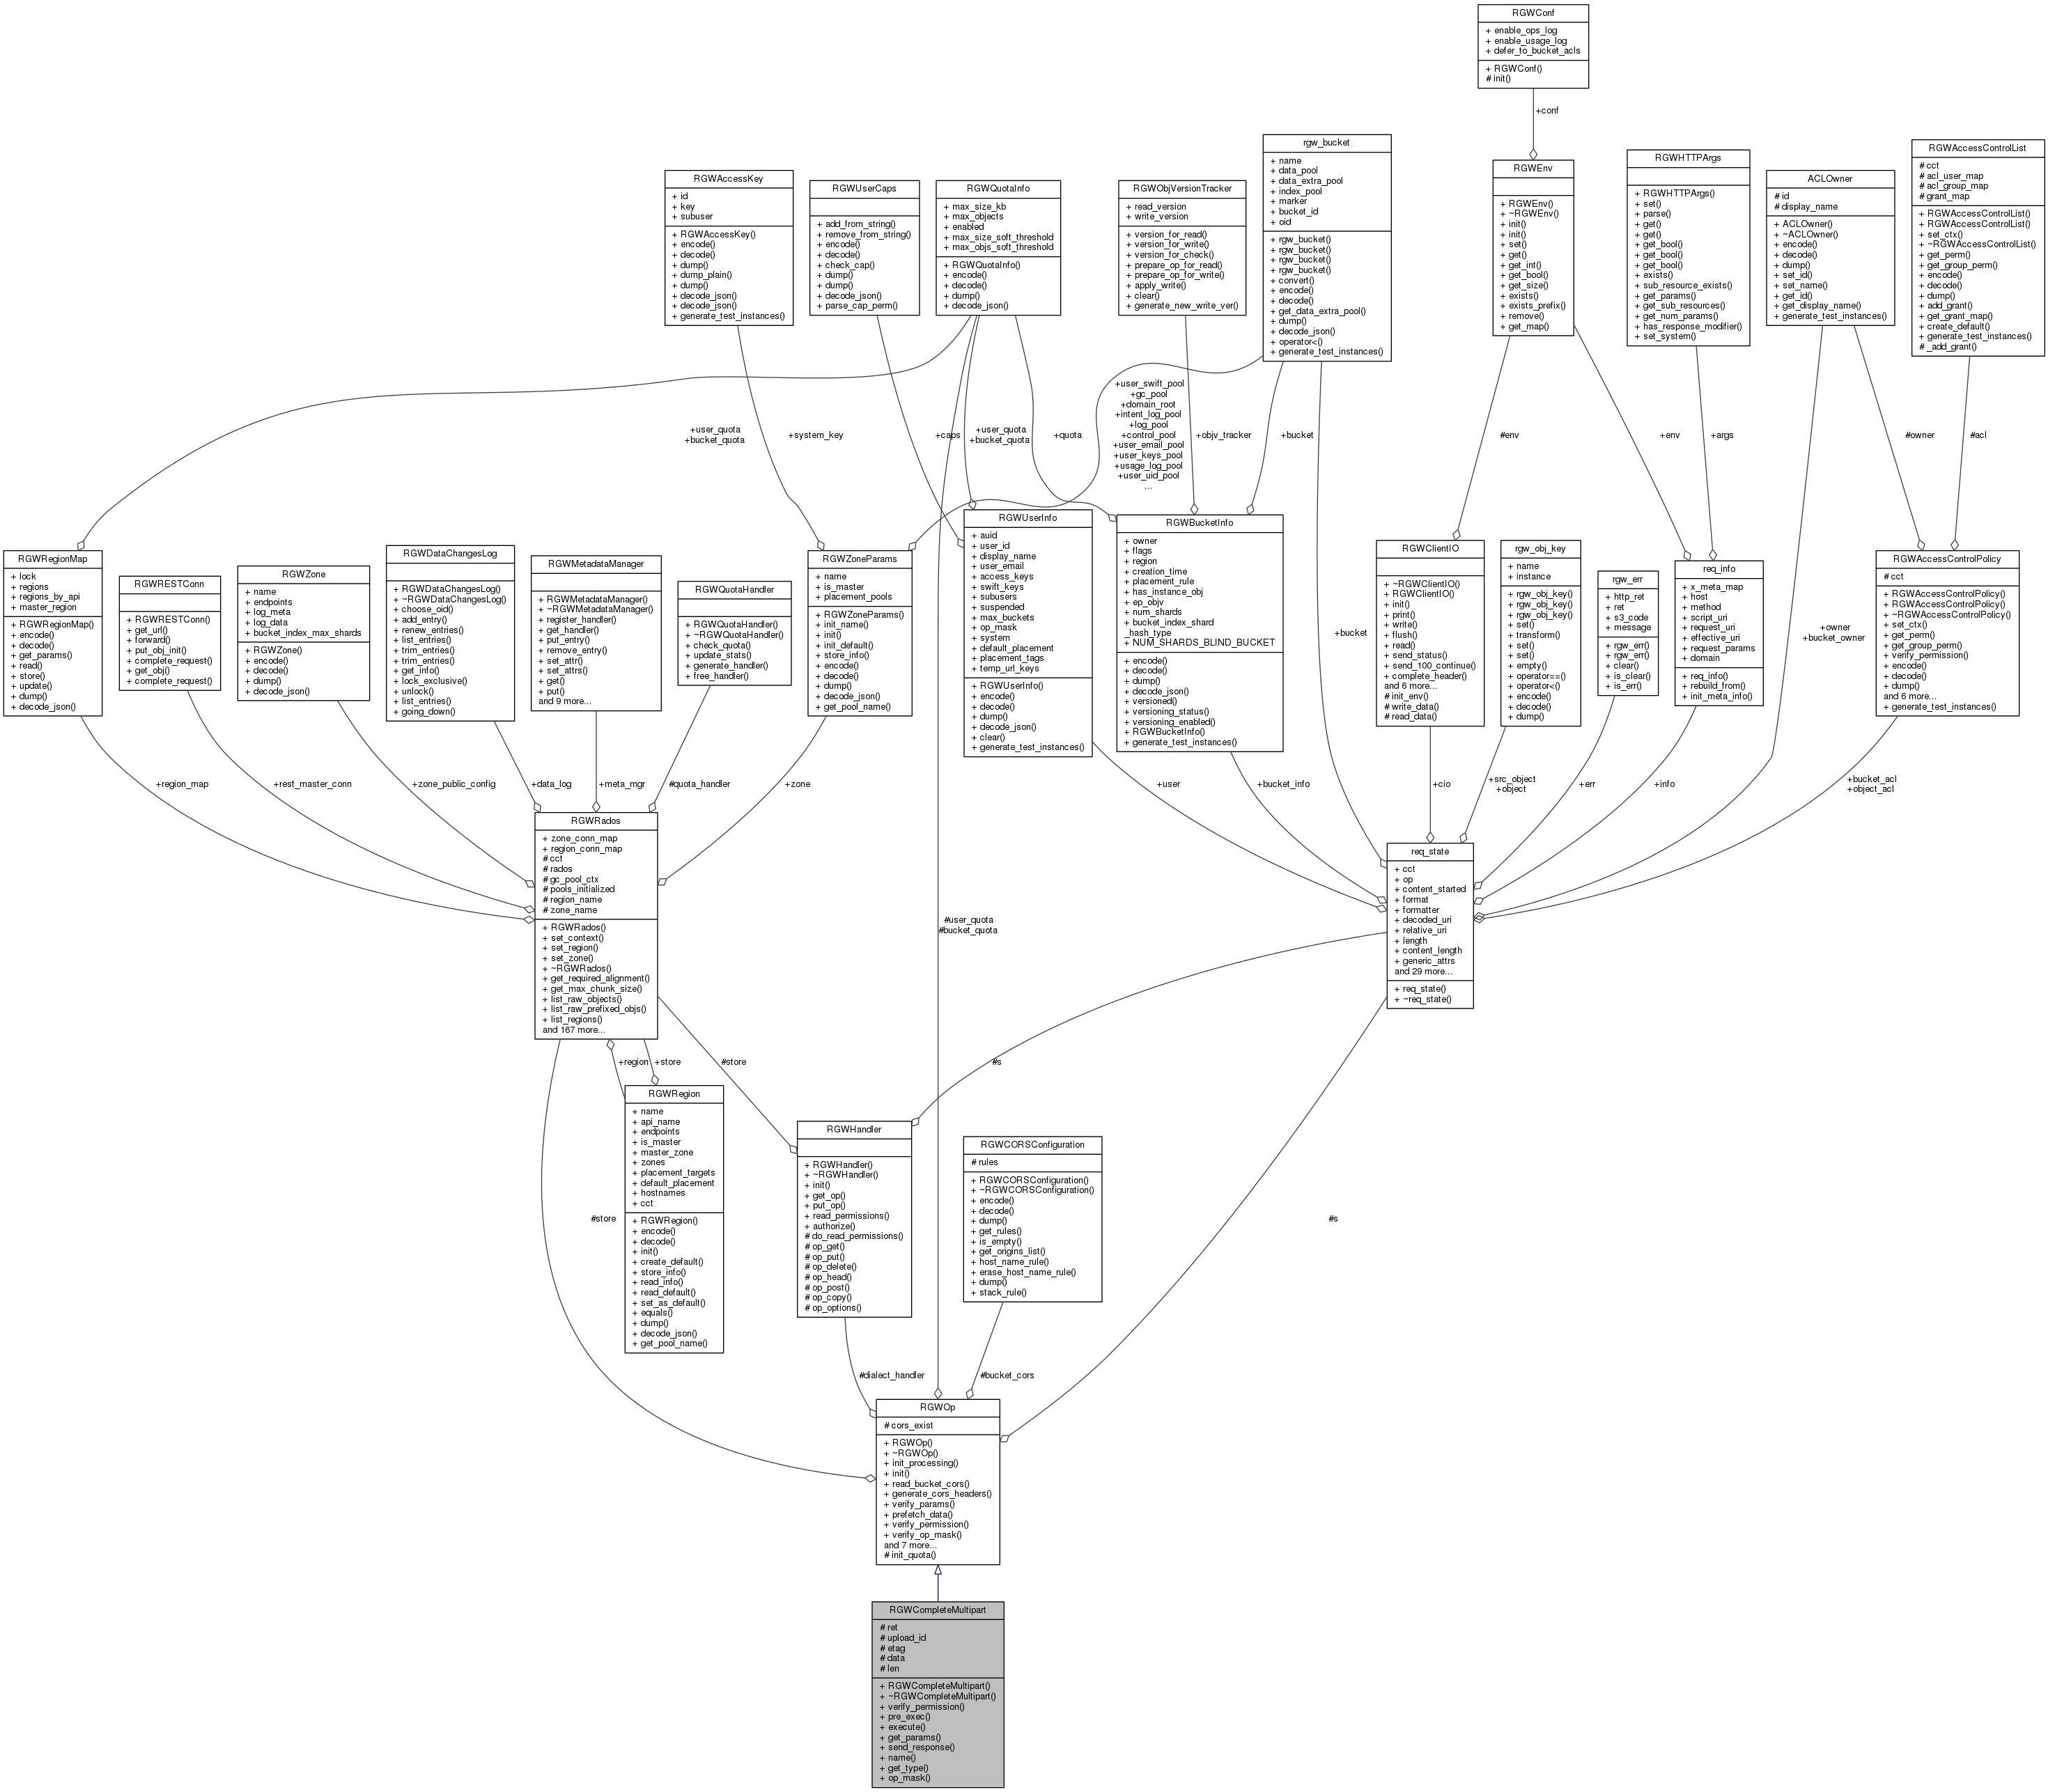 RGWConf
+ enable_ops_log
+ enable_usage_log
+ defer_to_bucket_acls
+ RGWConf()
# init()
+conf
RGWAccessKey
+ id
+ key
+ subuser
+ RGWAccessKey()
+ encode()
+ decode()
+ dump()
+ dump_plain()
+ dump()
+ decode_json()
+ decode_json()
+ generate_test_instances()
RGWUserCaps
+ add_from_string()
+ remove_from_string()
+ encode()
+ decode()
+ check_cap()
+ dump()
+ decode_json()
+ parse_cap_perm()
RGWQuotaInfo
+ max_size_kb
+ max_objects
+ enabled
+ max_size_soft_threshold
+ max_objs_soft_threshold
+ RGWQuotaInfo()
+ encode()
+ decode()
+ dump()
+ decode_json()
RGWObjVersionTracker
+ read_version
+ write_version
+ version_for_read()
+ version_for_write()
+ version_for_check()
+ prepare_op_for_read()
+ prepare_op_for_write()
+ apply_write()
+ clear()
+ generate_new_write_ver()
rgw_bucket
+ name
+ data_pool
+ data_extra_pool
+ index_pool
+ marker
+ bucket_id
+ oid
+ rgw_bucket()
+ rgw_bucket()
+ rgw_bucket()
+ rgw_bucket()
+ convert()
+ encode()
+ decode()
+ get_data_extra_pool()
+ dump()
+ decode_json()
+ operator<()
+ generate_test_instances()
RGWEnv
+ RGWEnv()
+ ~RGWEnv()
+ init()
+ init()
+ set()
+ get()
+ get_int()
+ get_bool()
+ get_size()
+ exists()
+ exists_prefix()
+ remove()
+ get_map()
RGWHTTPArgs
+ RGWHTTPArgs()
+ set()
+ parse()
+ get()
+ get()
+ get_bool()
+ get_bool()
+ get_bool()
+ exists()
+ sub_resource_exists()
+ get_params()
+ get_sub_resources()
+ get_num_params()
+ has_response_modifier()
+ set_system()
ACLOwner
# id
# display_name
+ ACLOwner()
+ ~ACLOwner()
+ encode()
+ decode()
+ dump()
+ set_id()
+ set_name()
+ get_id()
+ get_display_name()
+ generate_test_instances()
RGWAccessControlList
# cct
# acl_user_map
# acl_group_map
# grant_map
+ RGWAccessControlList()
+ RGWAccessControlList()
+ set_ctx()
+ ~RGWAccessControlList()
+ get_perm()
+ get_group_perm()
+ encode()
+ decode()
+ dump()
+ add_grant()
+ get_grant_map()
+ create_default()
+ generate_test_instances()
# _add_grant()
+user_quota
+bucket_quota
+system_key
+caps
+user_quota
+bucket_quota
+quota
+user_swift_pool
+gc_pool
+domain_root
+intent_log_pool
+log_pool
+control_pool
+user_email_pool
+user_keys_pool
+usage_log_pool
+user_uid_pool
...
+objv_tracker
+bucket
#env
+env
+args
#owner
#acl
RGWRegionMap
+ lock
+ regions
+ regions_by_api
+ master_region
+ RGWRegionMap()
+ encode()
+ decode()
+ get_params()
+ read()
+ store()
+ update()
+ dump()
+ decode_json()
RGWRESTConn
+ RGWRESTConn()
+ get_url()
+ forward()
+ put_obj_init()
+ complete_request()
+ get_obj()
+ complete_request()
RGWZone
+ name
+ endpoints
+ log_meta
+ log_data
+ bucket_index_max_shards
+ RGWZone()
+ encode()
+ decode()
+ dump()
+ decode_json()
RGWDataChangesLog
+ RGWDataChangesLog()
+ ~RGWDataChangesLog()
+ choose_oid()
+ add_entry()
+ renew_entries()
+ list_entries()
+ trim_entries()
+ trim_entries()
+ get_info()
+ lock_exclusive()
+ unlock()
+ list_entries()
+ going_down()
RGWMetadataManager
+ RGWMetadataManager()
+ ~RGWMetadataManager()
+ register_handler()
+ get_handler()
+ put_entry()
+ remove_entry()
+ set_attr()
+ set_attrs()
+ get()
+ put()
and 9 more...
RGWQuotaHandler
+ RGWQuotaHandler()
+ ~RGWQuotaHandler()
+ check_quota()
+ update_stats()
+ generate_handler()
+ free_handler()
RGWZoneParams
+ name
+ is_master
+ placement_pools
+ RGWZoneParams()
+ init_name()
+ init()
+ init_default()
+ store_info()
+ encode()
+ decode()
+ dump()
+ decode_json()
+ get_pool_name()
RGWUserInfo
+ auid
+ user_id
+ display_name
+ user_email
+ access_keys
+ swift_keys
+ subusers
+ suspended
+ max_buckets
+ op_mask
+ system
+ default_placement
+ placement_tags
+ temp_url_keys
+ RGWUserInfo()
+ encode()
+ decode()
+ dump()
+ decode_json()
+ clear()
+ generate_test_instances()
RGWBucketInfo
+ owner
+ flags
+ region
+ creation_time
+ placement_rule
+ has_instance_obj
+ ep_objv
+ num_shards
+ bucket_index_shard
_hash_type
+ NUM_SHARDS_BLIND_BUCKET
+ encode()
+ decode()
+ dump()
+ decode_json()
+ versioned()
+ versioning_status()
+ versioning_enabled()
+ RGWBucketInfo()
+ generate_test_instances()
+bucket
RGWClientIO
+ ~RGWClientIO()
+ RGWClientIO()
+ init()
+ print()
+ write()
+ flush()
+ read()
+ send_status()
+ send_100_continue()
+ complete_header()
and 6 more...
# init_env()
# write_data()
# read_data()
rgw_obj_key
+ name
+ instance
+ rgw_obj_key()
+ rgw_obj_key()
+ rgw_obj_key()
+ set()
+ transform()
+ set()
+ set()
+ empty()
+ operator==()
+ operator<()
+ encode()
+ decode()
+ dump()
rgw_err
+ http_ret
+ ret
+ s3_code
+ message
+ rgw_err()
+ rgw_err()
+ clear()
+ is_clear()
+ is_err()
req_info
+ x_meta_map
+ host
+ method
+ script_uri
+ request_uri
+ effective_uri
+ request_params
+ domain
+ req_info()
+ rebuild_from()
+ init_meta_info()
+owner
+bucket_owner
RGWAccessControlPolicy
# cct
+ RGWAccessControlPolicy()
+ RGWAccessControlPolicy()
+ ~RGWAccessControlPolicy()
+ set_ctx()
+ get_perm()
+ get_group_perm()
+ verify_permission()
+ encode()
+ decode()
+ dump()
and 6 more...
+ generate_test_instances()
+region_map
+rest_master_conn
+zone_public_config
+data_log
+meta_mgr
#quota_handler
+zone
+user
+bucket_info
+cio
+src_object
+object
+err
+info
+bucket_acl
+object_acl
RGWRados
+ zone_conn_map
+ region_conn_map
# cct
# rados
# gc_pool_ctx
# pools_initialized
# region_name
# zone_name
+ RGWRados()
+ set_context()
+ set_region()
+ set_zone()
+ ~RGWRados()
+ get_required_alignment()
+ get_max_chunk_size()
+ list_raw_objects()
+ list_raw_prefixed_objs()
+ list_regions()
and 167 more...
#user_quota
#bucket_quota
req_state
+ cct
+ op
+ content_started
+ format
+ formatter
+ decoded_uri
+ relative_uri
+ length
+ content_length
+ generic_attrs
and 29 more...
+ req_state()
+ ~req_state()
+region
+store
#store
#s
RGWRegion
+ name
+ api_name
+ endpoints
+ is_master
+ master_zone
+ zones
+ placement_targets
+ default_placement
+ hostnames
+ cct
+ RGWRegion()
+ encode()
+ decode()
+ init()
+ create_default()
+ store_info()
+ read_info()
+ read_default()
+ set_as_default()
+ equals()
+ dump()
+ decode_json()
+ get_pool_name()
RGWHandler
+ RGWHandler()
+ ~RGWHandler()
+ init()
+ get_op()
+ put_op()
+ read_permissions()
+ authorize()
# do_read_permissions()
# op_get()
# op_put()
# op_delete()
# op_head()
# op_post()
# op_copy()
# op_options()
RGWCORSConfiguration
# rules
+ RGWCORSConfiguration()
+ ~RGWCORSConfiguration()
+ encode()
+ decode()
+ dump()
+ get_rules()
+ is_empty()
+ get_origins_list()
+ host_name_rule()
+ erase_host_name_rule()
+ dump()
+ stack_rule()
#store
#s
#dialect_handler
#bucket_cors
RGWOp
# cors_exist
+ RGWOp()
+ ~RGWOp()
+ init_processing()
+ init()
+ read_bucket_cors()
+ generate_cors_headers()
+ verify_params()
+ prefetch_data()
+ verify_permission()
+ verify_op_mask()
and 7 more...
# init_quota()
RGWCompleteMultipart
# ret
# upload_id
# etag
# data
# len
+ RGWCompleteMultipart()
+ ~RGWCompleteMultipart()
+ verify_permission()
+ pre_exec()
+ execute()
+ get_params()
+ send_response()
+ name()
+ get_type()
+ op_mask()